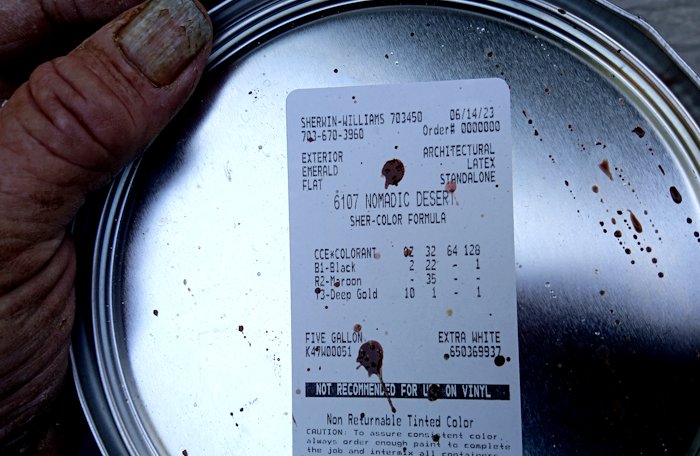 SHERWIN-WILLIAMS 703450 06/14/23
703-670-3960 Order# 0000000
EXTERIOR ARCHITECTURAL
EMERALD LATEX
FLAT STANDALONE
6107 NOMADIC DESERT
SHER-COLOR FORMULA
CCE*COLORANT OZ 32 64 128
B1-Black 2 22 - 1
R2-Maroon - 35 - -
Y3-Deep Gold 10 1 - 1
FIVE GALLON EXTRA WHITE
K47W00051 650369937
NOT RECOMMENDED FOR USE ON VINYL
Non Returnable Tinted Color
CAUTION: To assure consistent color,
always order enough paint to complete
the job and intermix all containers